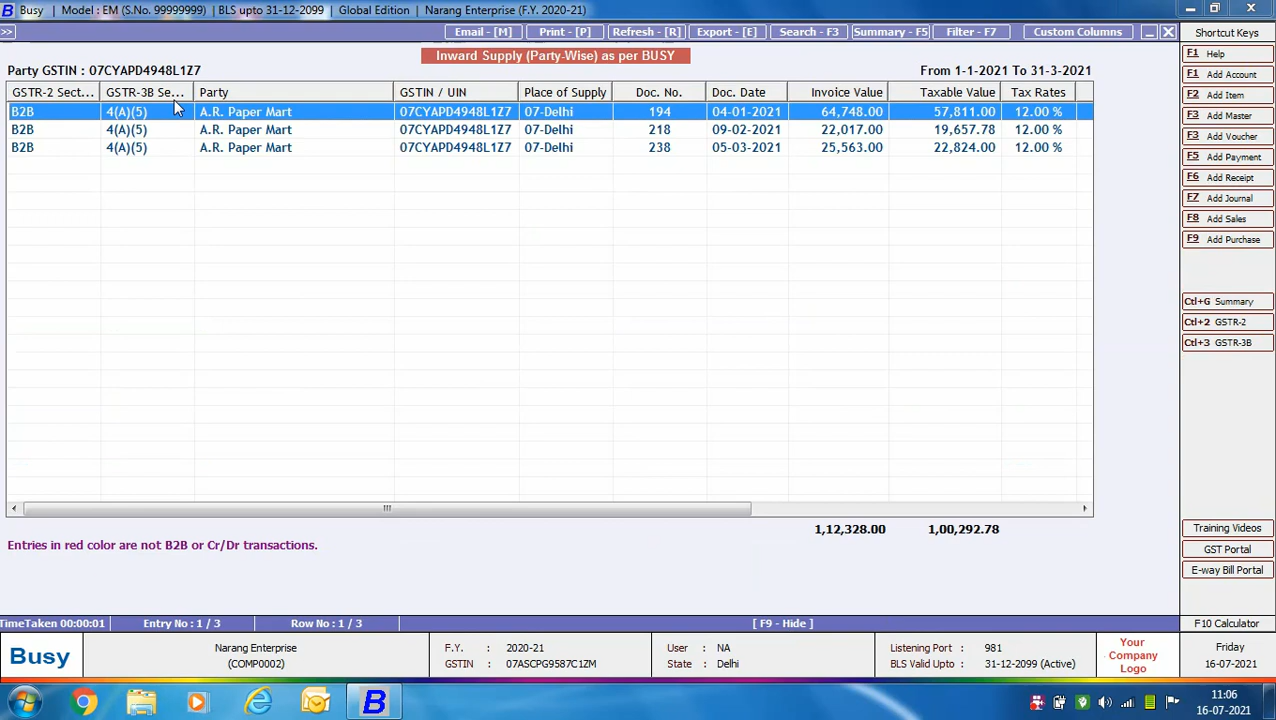 B Busy Model : EM (S.No. 99999999) BLS upto 31-12-2099 Global Edition Narang Enterprise (F.Y. 2020-21)
>> Email - [M] Print - [P] Refresh - [R] Export - [E] Search - F3 Summary - F5 Filter - F7 Custom Columns
Shortcut Keys
Inward Supply (Party-Wise) as per BUSY
Party GSTIN : 07CYAPD4948L1Z7 From 1-1-2021 To 31-3-2021
GSTR-2 Sect... GSTR-3B Se... Party GSTIN / UIN Place of Supply Doc. No. Doc. Date Invoice Value Taxable Value Tax Rates
B2B 4(A)(5) A.R. Paper Mart 07CYAPD4948L1Z7 07-Delhi 194 04-01-2021 64,748.00 57,811.00 12.00 %
B2B 4(A)(5) A.R. Paper Mart 07CYAPD4948L1Z7 07-Delhi 218 09-02-2021 22,017.00 19,657.78 12.00 %
B2B 4(A)(5) A.R. Paper Mart 07CYAPD4948L1Z7 07-Delhi 238 05-03-2021 25,563.00 22,824.00 12.00 %
1,12,328.00 1,00,292.78
Entries in red color are not B2B or Cr/Dr transactions.
F1 Help
F1 Add Account
F2 Add Item
F3 Add Master
F3 Add Voucher
F5 Add Payment
F6 Add Receipt
F7 Add Journal
F8 Add Sales
F9 Add Purchase
Ctl+G Summary
Ctl+2 GSTR-2
Ctl+3 GSTR-3B
Training Videos
GST Portal
E-way Bill Portal
TimeTaken 00:00:01 Entry No : 1 / 3 Row No : 1 / 3 [ F9 - Hide ] F10 Calculator
Busy
Narang Enterprise
(COMP0002)
F.Y. : 2020-21
GSTIN : 07ASCPG9587C1ZM
User : NA
State : Delhi
Listening Port : 981
BLS Valid Upto : 31-12-2099 (Active)
Your
Company
Logo
Friday
16-07-2021
B
11:06
16-07-2021